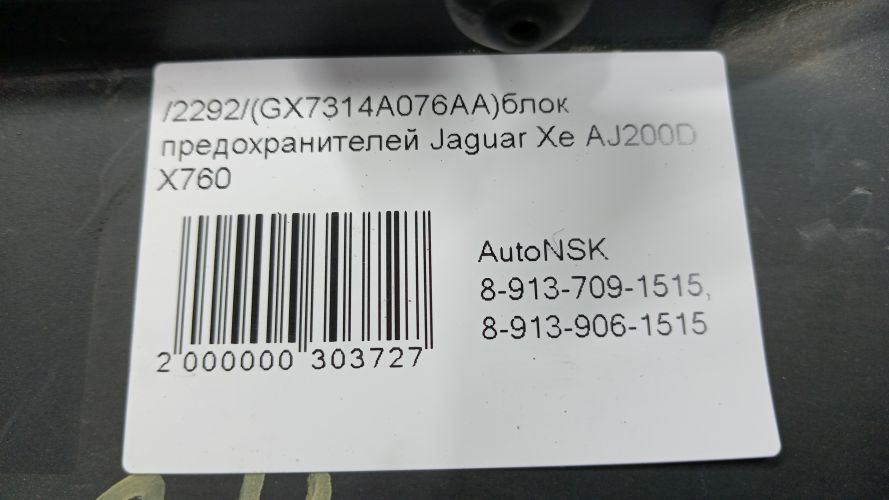 /2292/(GX7314A076AA)блок
предохранителей Jaguar Xe AJ200D
X760
AutoNSK
8-913-709-1515,
8-913-906-1515
2 000000 303727